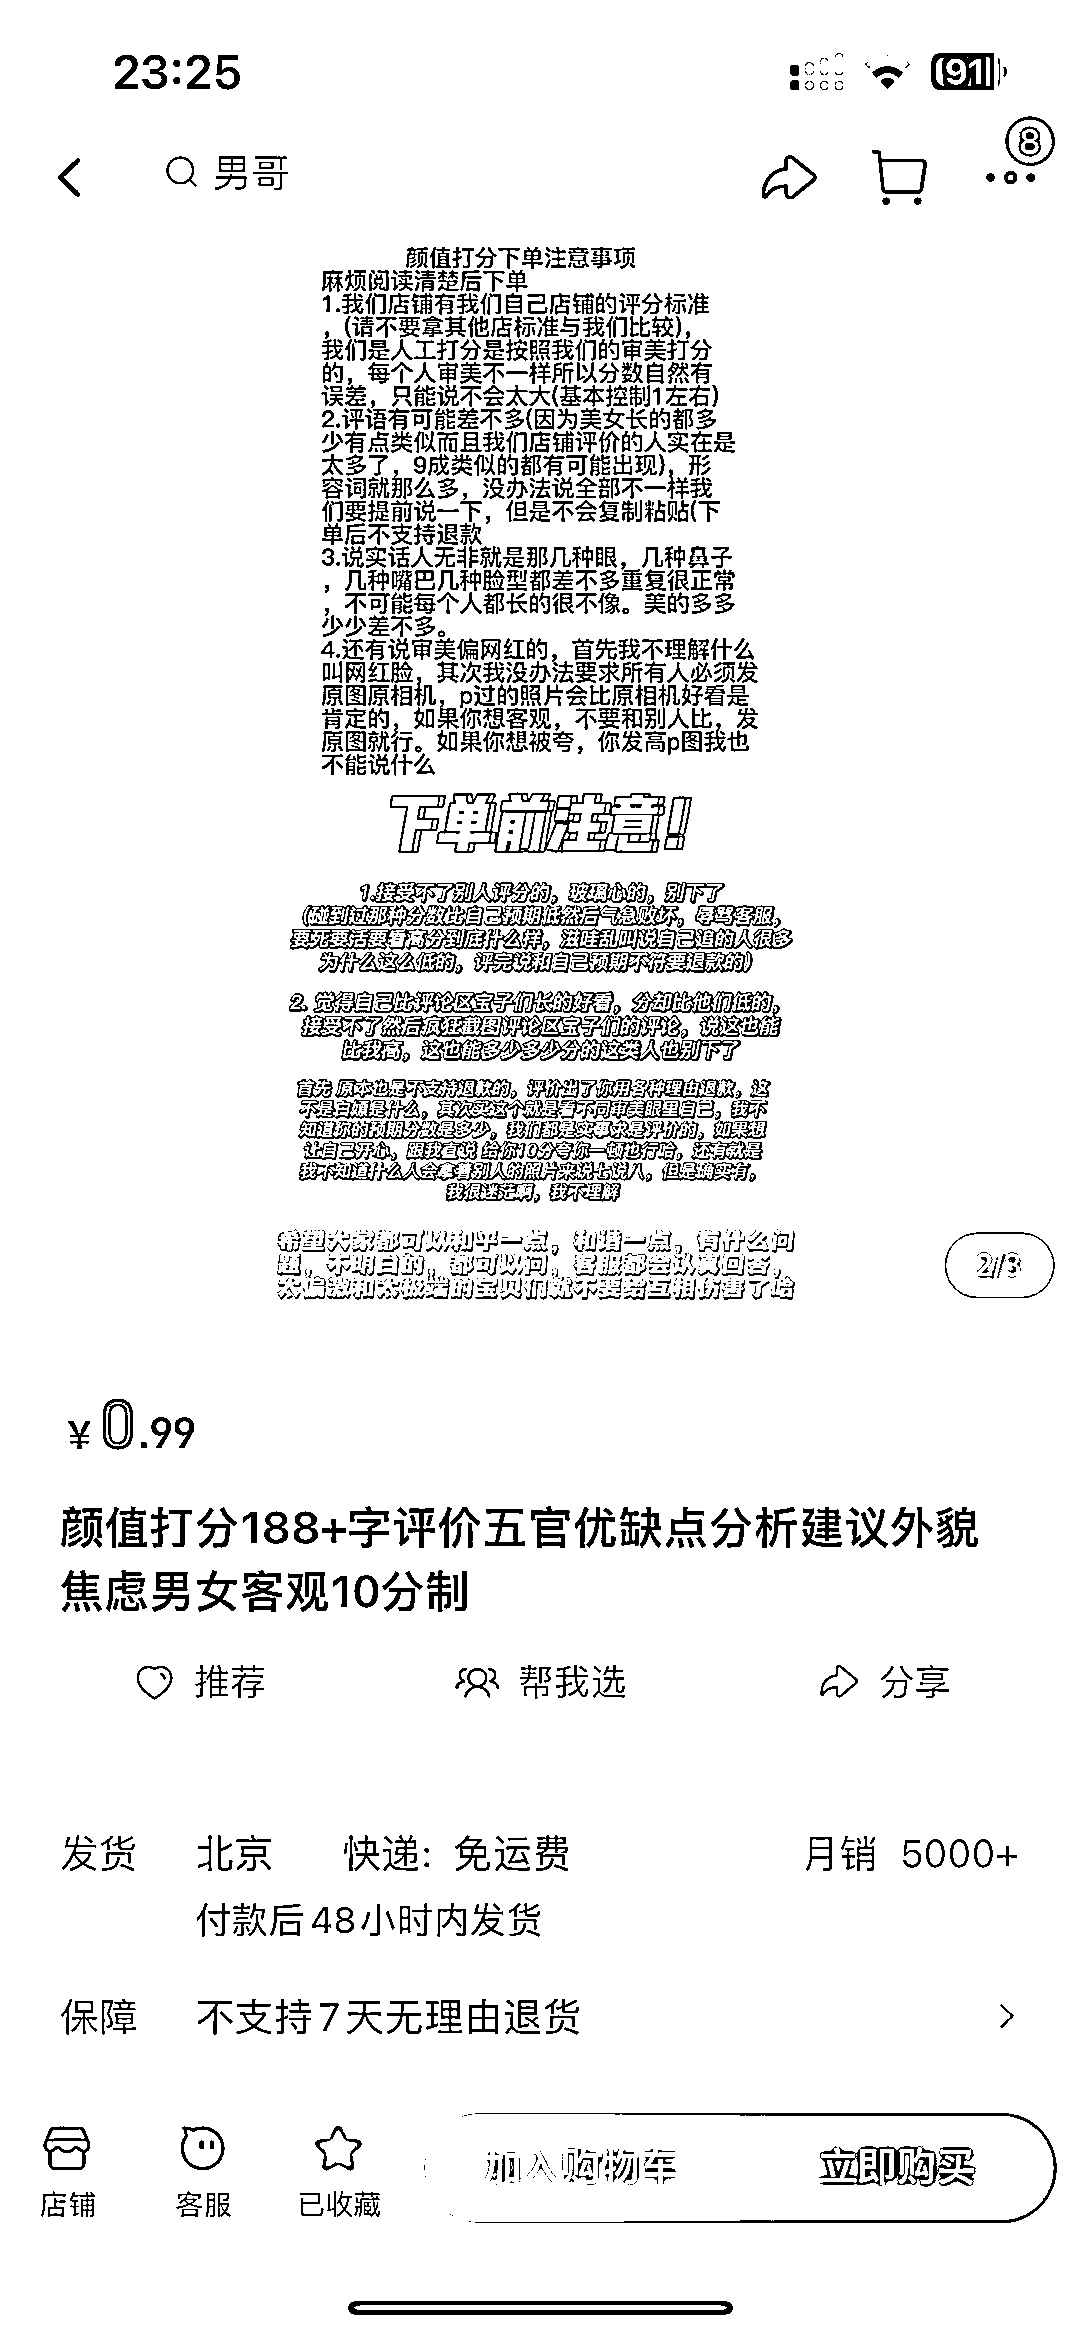 23:25
91
8
男哥
颜值打分下单注意事项
麻烦阅读清楚后下单
1.我们店铺有我们自己店铺的评分标准
，(请不要拿其他店标准与我们比较)，
我们是人工打分是按照我们的审美打分
的，每个人审美不一样所以分数自然有
误差，只能说不会太大(基本控制1左右)
2.评语有可能差不多(因为美女长的都多
少有点类似而且我们店铺评价的人实在是
太多了，9成类似的都有可能出现)，形
容词就那么多，没办法说全部不一样我
们要提前说一下，但是不会复制粘贴(下
单后不支持退款
3.说实话人无非就是那几种眼，几种鼻子
，几种嘴巴几种脸型都差不多重复很正常
，不可能每个人都长的很不像。美的多多
少少差不多。
4.还有说审美偏网红的，首先我不理解什么
叫网红脸，其次我没办法要求所有人必须发
原图原相机，p过的照片会比原相机好看是
肯定的，如果你想客观，不要和别人比，发
原图就行。如果你想被夸，你发高p图我也
不能说什么
下单前注意！
1.接受不了别人评分的，玻璃心的，别下了
(碰到过那种分数比自己预期低然后气急败坏，辱骂客服，
要死要活要看高分到底什么样，滋哇乱叫说自己追的人很多
为什么这么低的，评完说和自己预期不符要退款的)
2. 觉得自己比评论区宝子们长的好看，分却比他们低的，
接受不了然后疯狂截图评论区宝子们的评论，说这也能
比我高，这也能多少多少分的这类人也别下了
首先 原本也是不支持退款的，评价出了你用各种理由退款，这
不是白嫖是什么，其次买这个就是看不同审美眼里自己，我不
知道你的预期分数是多少，我们都是实事求是评价的，如果想
让自己开心，跟我直说 给你10分夸你一顿也行哈，还有就是
我不知道什么人会拿着别人的照片来说七说八，但是确实有，
我很迷茫啊，我不理解
希望大家都可以和平一点，和谐一点，有什么问
题，不明白的，都可以问，客服都会认真回答，
太偏激和太极端的宝贝们就不要给互相伤害了哈
2/3
¥0.99
颜值打分188+字评价五官优缺点分析建议外貌
焦虑男女客观10分制
推荐 帮我选 分享
发货 北京 快递: 免运费 月销 5000+
付款后48小时内发货
保障 不支持7天无理由退货
店铺 客服 已收藏 加入购物车 立即购买